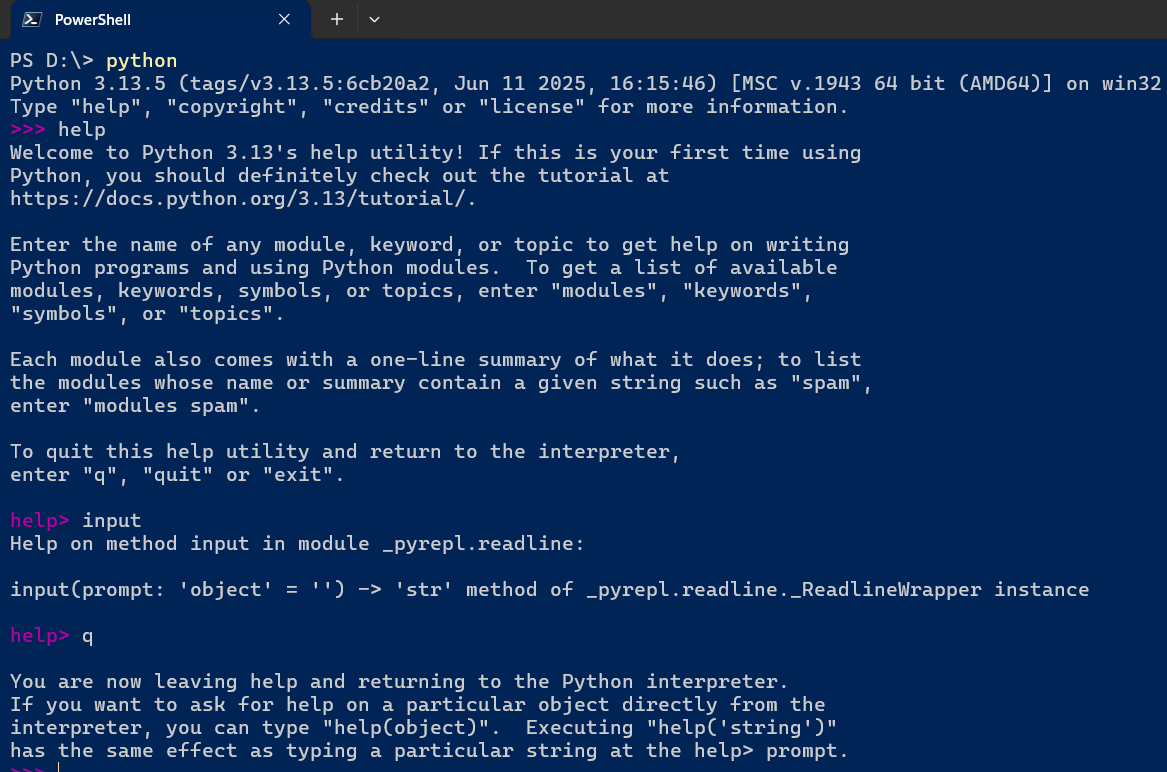 PowerShell
PS D:\> python
Python 3.13.5 (tags/v3.13.5:6cb20a2, Jun 11 2025, 16:15:46) [MSC v.1943 64 bit (AMD64)] on win32
Type "help", "copyright", "credits" or "license" for more information.
>>> help
Welcome to Python 3.13's help utility! If this is your first time using
Python, you should definitely check out the tutorial at
https://docs.python.org/3.13/tutorial/.

Enter the name of any module, keyword, or topic to get help on writing
Python programs and using Python modules.  To get a list of available
modules, keywords, symbols, or topics, enter "modules", "keywords",
"symbols", or "topics".

Each module also comes with a one-line summary of what it does; to list
the modules whose name or summary contain a given string such as "spam",
enter "modules spam".

To quit this help utility and return to the interpreter,
enter "q", "quit" or "exit".

help> input
Help on method input in module _pyrepl.readline:

input(prompt: 'object' = '') -> 'str' method of _pyrepl.readline._ReadlineWrapper instance

help> q

You are now leaving help and returning to the Python interpreter.
If you want to ask for help on a particular object directly from the
interpreter, you can type "help(object)".  Executing "help('string')"
has the same effect as typing a particular string at the help> prompt.
>>>